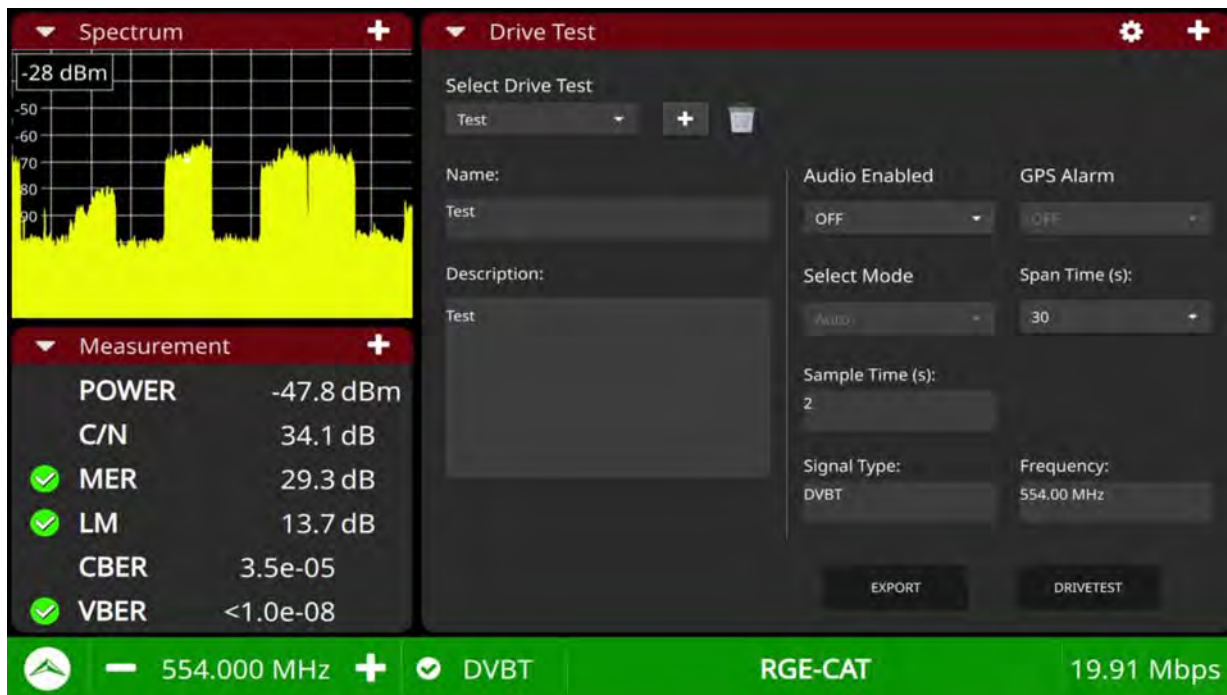 Spectrum
-28 dBm
-50
-60
70
80
90
Measurement
POWER -47.8 dBm
C/N 34.1 dB
MER 29.3 dB
LM 13.7 dB
CBER 3.5e-05
VBER <1.0e-08
Drive Test
Select Drive Test
Test
Name:
Test
Description:
Test
Audio Enabled GPS Alarm
OFF OFF
Select Mode Span Time (s):
Auto 30
Sample Time (s):
2
Signal Type: Frequency:
DVBT 554.00 MHz
EXPORT DRIVETEST
554.000 MHz DVBT RGE-CAT 19.91 Mbps